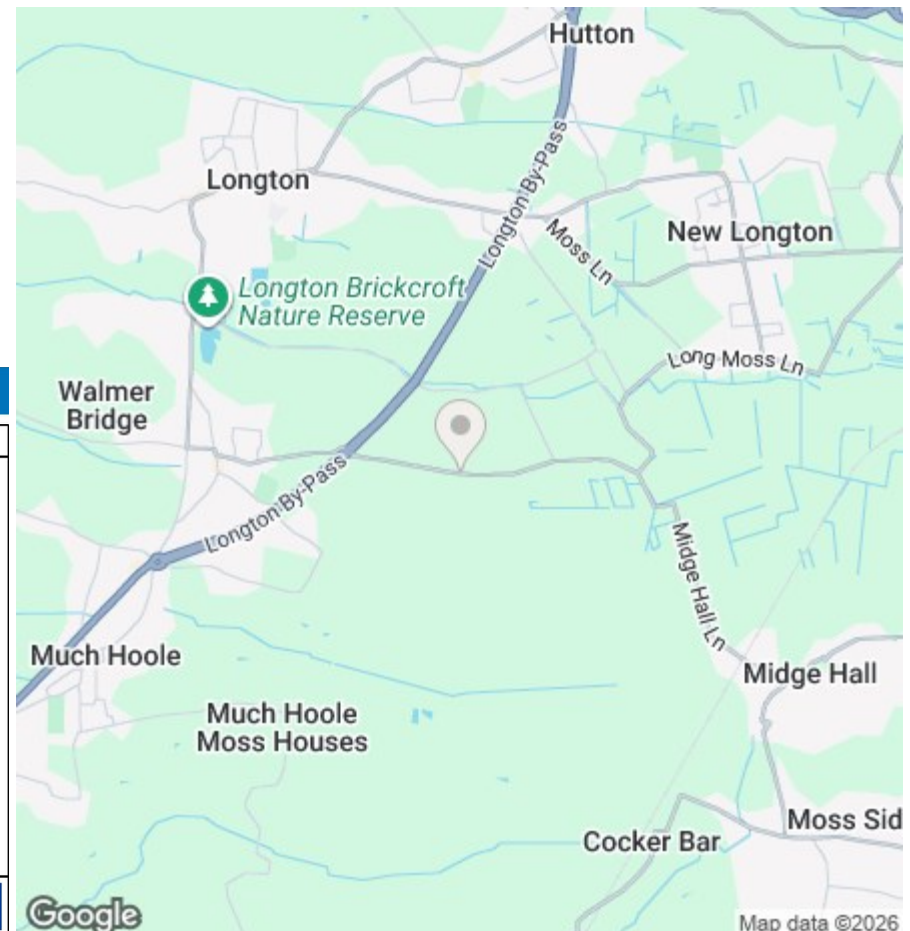 Hutton
Longton
New Longton
Moss Ln
Longton By-Pass
Longton Brickcroft
Nature Reserve
Long Moss Ln
Walmer
Bridge
Longton By-Pass
Midge Hall Ln
Much Hoole
Midge Hall
Much Hoole
Moss Houses
Moss Sid
Cocker Bar
Google
Map data ©2026